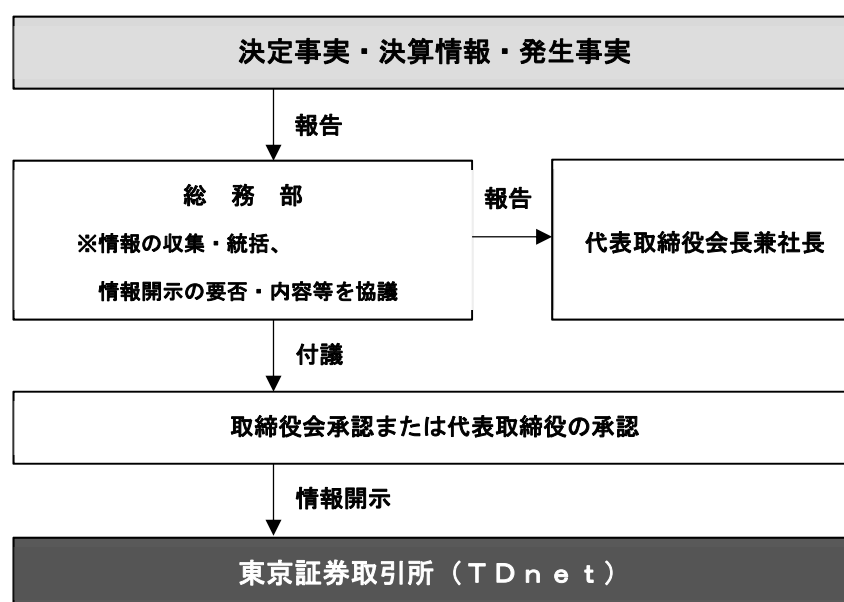 決定事実・決算情報・発生事実
報告
総　務　部
※情報の収集・統括、
情報開示の要否・内容等を協議
報告
代表取締役会長兼社長
付議
取締役会承認または代表取締役の承認
情報開示
東京証券取引所（ＴＤｎｅｔ）